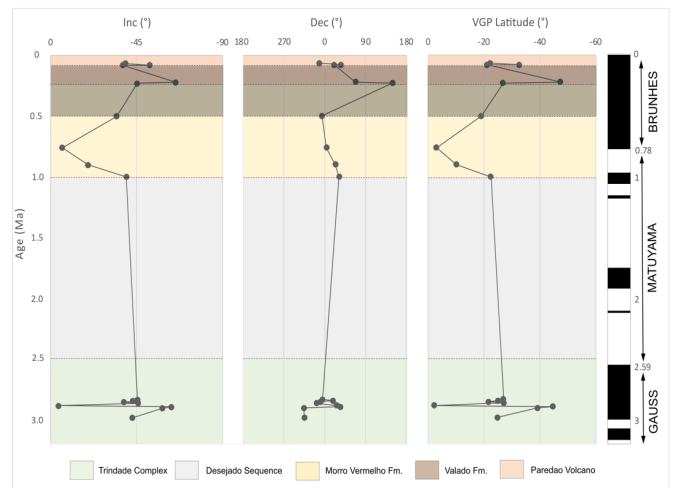 Inc (°) Dec (°) VGP Latitude (°)
0 -45 -90 180 270 0 90 180 0 -20 -40 -60
0
0.5
1.0
1.5
2.0
2.5
3.0
Age (Ma)
0
0.78
1
2
2.59
3
BRUNHES
MATUYAMA
GAUSS
Trindade Complex Desejado Sequence Morro Vermelho Fm. Valado Fm. Paredao Volcano